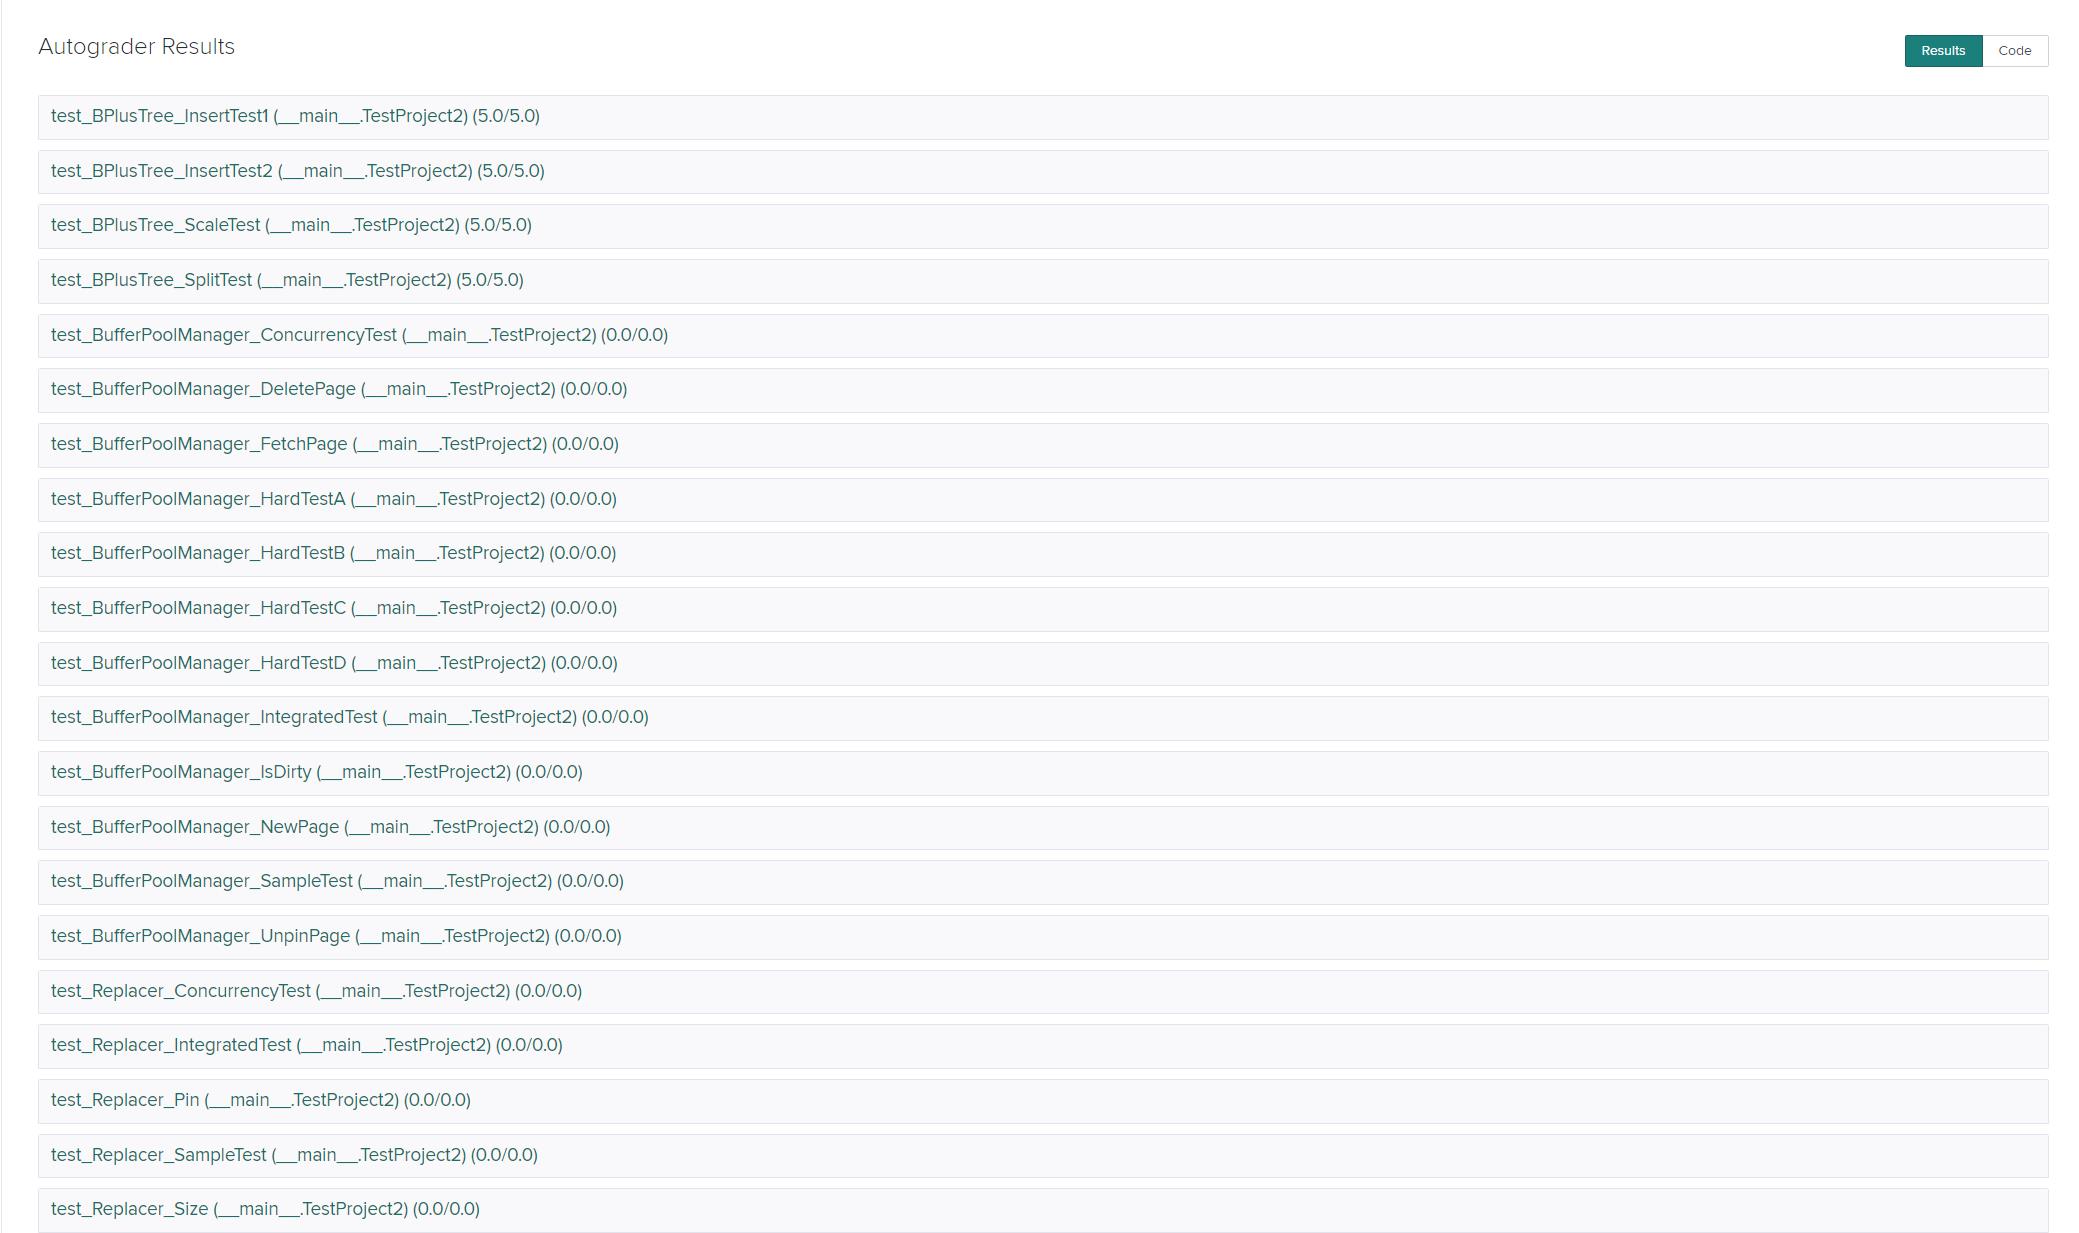 Autograder Results
Results
Code
test_BPlusTree_InsertTest1 (__main__.TestProject2) (5.0/5.0)
test_BPlusTree_InsertTest2 (__main__.TestProject2) (5.0/5.0)
test_BPlusTree_ScaleTest (__main__.TestProject2) (5.0/5.0)
test_BPlusTree_SplitTest (__main__.TestProject2) (5.0/5.0)
test_BufferPoolManager_ConcurrencyTest (__main__.TestProject2) (0.0/0.0)
test_BufferPoolManager_DeletePage (__main__.TestProject2) (0.0/0.0)
test_BufferPoolManager_FetchPage (__main__.TestProject2) (0.0/0.0)
test_BufferPoolManager_HardTestA (__main__.TestProject2) (0.0/0.0)
test_BufferPoolManager_HardTestB (__main__.TestProject2) (0.0/0.0)
test_BufferPoolManager_HardTestC (__main__.TestProject2) (0.0/0.0)
test_BufferPoolManager_HardTestD (__main__.TestProject2) (0.0/0.0)
test_BufferPoolManager_IntegratedTest (__main__.TestProject2) (0.0/0.0)
test_BufferPoolManager_IsDirty (__main__.TestProject2) (0.0/0.0)
test_BufferPoolManager_NewPage (__main__.TestProject2) (0.0/0.0)
test_BufferPoolManager_SampleTest (__main__.TestProject2) (0.0/0.0)
test_BufferPoolManager_UnpinPage (__main__.TestProject2) (0.0/0.0)
test_Replacer_ConcurrencyTest (__main__.TestProject2) (0.0/0.0)
test_Replacer_IntegratedTest (__main__.TestProject2) (0.0/0.0)
test_Replacer_Pin (__main__.TestProject2) (0.0/0.0)
test_Replacer_SampleTest (__main__.TestProject2) (0.0/0.0)
test_Replacer_Size (__main__.TestProject2) (0.0/0.0)